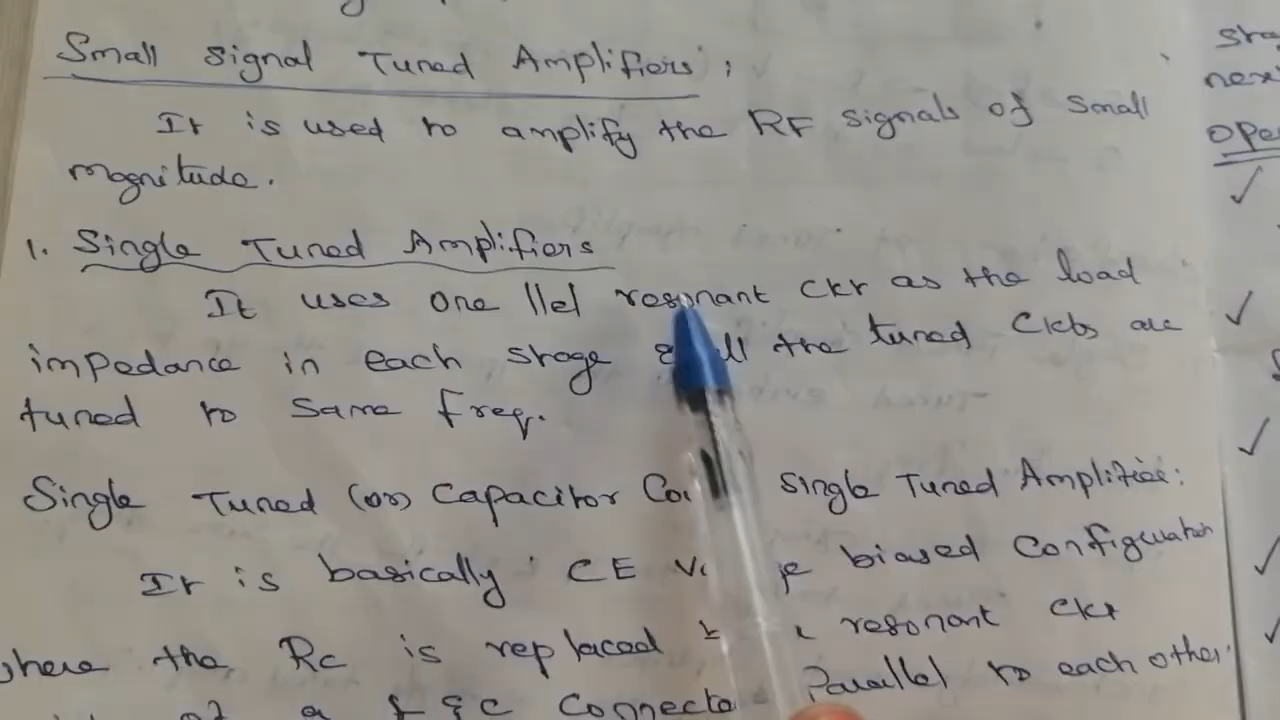 Small Signal Tuned Amplifiers :
It is used to amplify the RF signals of small
magnitude.
1. Single Tuned Amplifiers
It uses one llel resonant ckt as the load
impedance in each stage & all the tuned ckts are
tuned to same freq.
Single Tuned (or) Capacitor Single Tuned Amplifier:
It is basically CE biased Configuration
where the Rc is replaced resonant ckt
of a L & C connected Parallel to each other.
next
✓
✓
✓
✓
✓